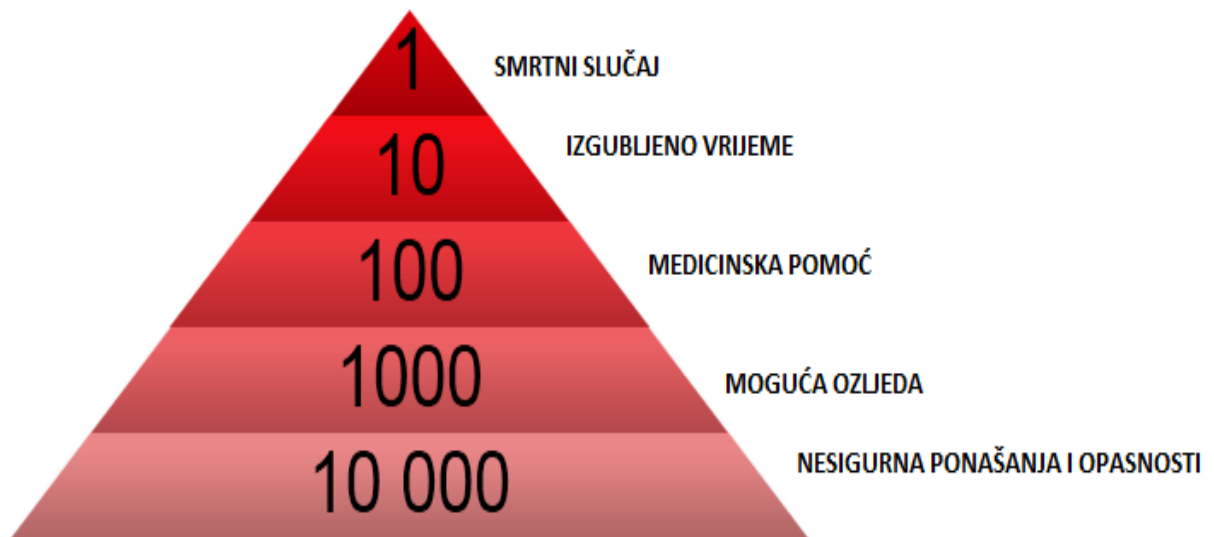 1
SMRTNI SLUČAJ
10
IZGUBLJENO VRIJEME
100
MEDICINSKA POMOĆ
1000
MOGUĆA OZLJEDA
10 000
NESIGURNA PONAŠANJA I OPASNOSTI